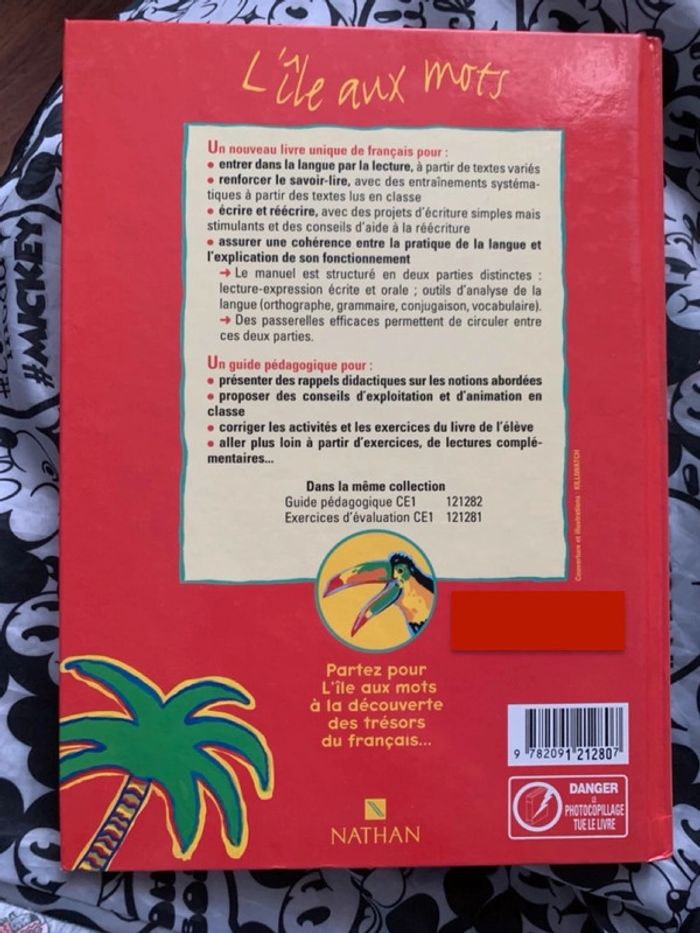 L'île aux mots
Un nouveau livre unique de français pour :
• entrer dans la langue par la lecture, à partir de textes variés
• renforcer le savoir-lire, avec des entraînements systéma-
tiques à partir des textes lus en classe
• écrire et réécrire, avec des projets d'écriture simples mais
stimulants et des conseils d'aide à la réécriture
• assurer une cohérence entre la pratique de la langue et
l'explication de son fonctionnement
→ Le manuel est structuré en deux parties distinctes :
lecture-expression écrite et orale ; outils d'analyse de la
langue (orthographe, grammaire, conjugaison, vocabulaire).
→ Des passerelles efficaces permettent de circuler entre
ces deux parties.
Un guide pédagogique pour :
• présenter des rappels didactiques sur les notions abordées
• proposer des conseils d'exploitation et d'animation en
classe
• corriger les activités et les exercices du livre de l'élève
• aller plus loin à partir d'exercices, de lectures complé-
mentaires...
Dans la même collection
Guide pédagogique CE1 121282
Exercices d'évaluation CE1 121281
Couverture et illustrations : KILLIWATCH
Partez pour
L'île aux mots
à la découverte
des trésors
du français...
NATHAN
9 782091 212807
DANGER
LE
PHOTOCOPILLAGE
TUE LE LIVRE
#MICKEY